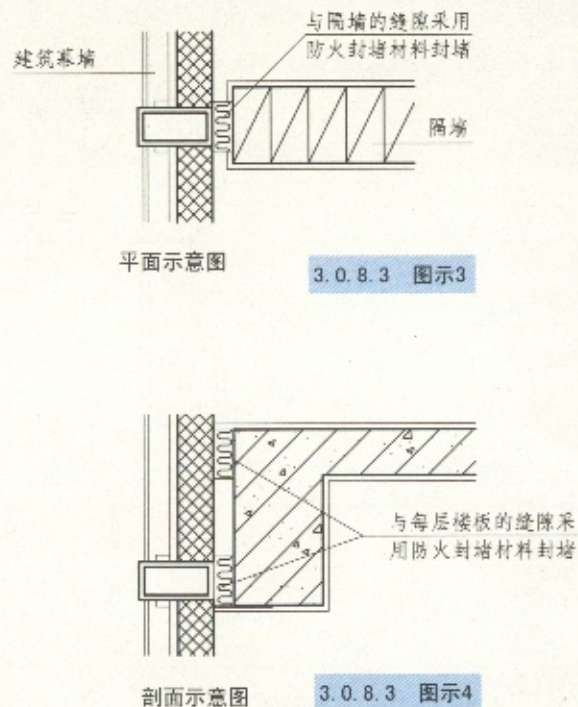 与隔墙的缝隙采用
防火封堵材料封堵
建筑幕墙
隔墙
平面示意图
3.0.8.3 图示3
与每层楼板的缝隙采
用防火封堵材料封堵
剖面示意图
3.0.8.3 图示4